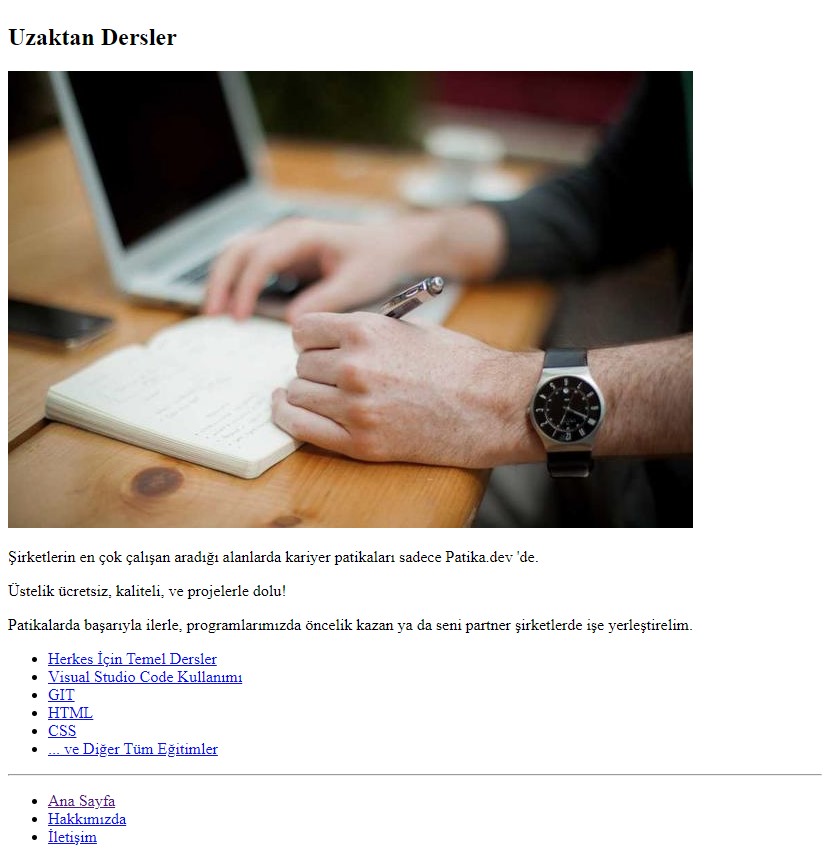 Uzaktan Dersler
Şirketlerin en çok çalışan aradığı alanlarda kariyer patikaları sadece Patika.dev 'de.
Üstelik ücretsiz, kaliteli, ve projelerle dolu!
Patikalarda başarıyla ilerle, programlarımızda öncelik kazan ya da seni partner şirketlerde işe yerleştirelim.
Herkes İçin Temel Dersler
Visual Studio Code Kullanımı
GIT
HTML
CSS
... ve Diğer Tüm Eğitimler
Ana Sayfa
Hakkımızda
İletişim